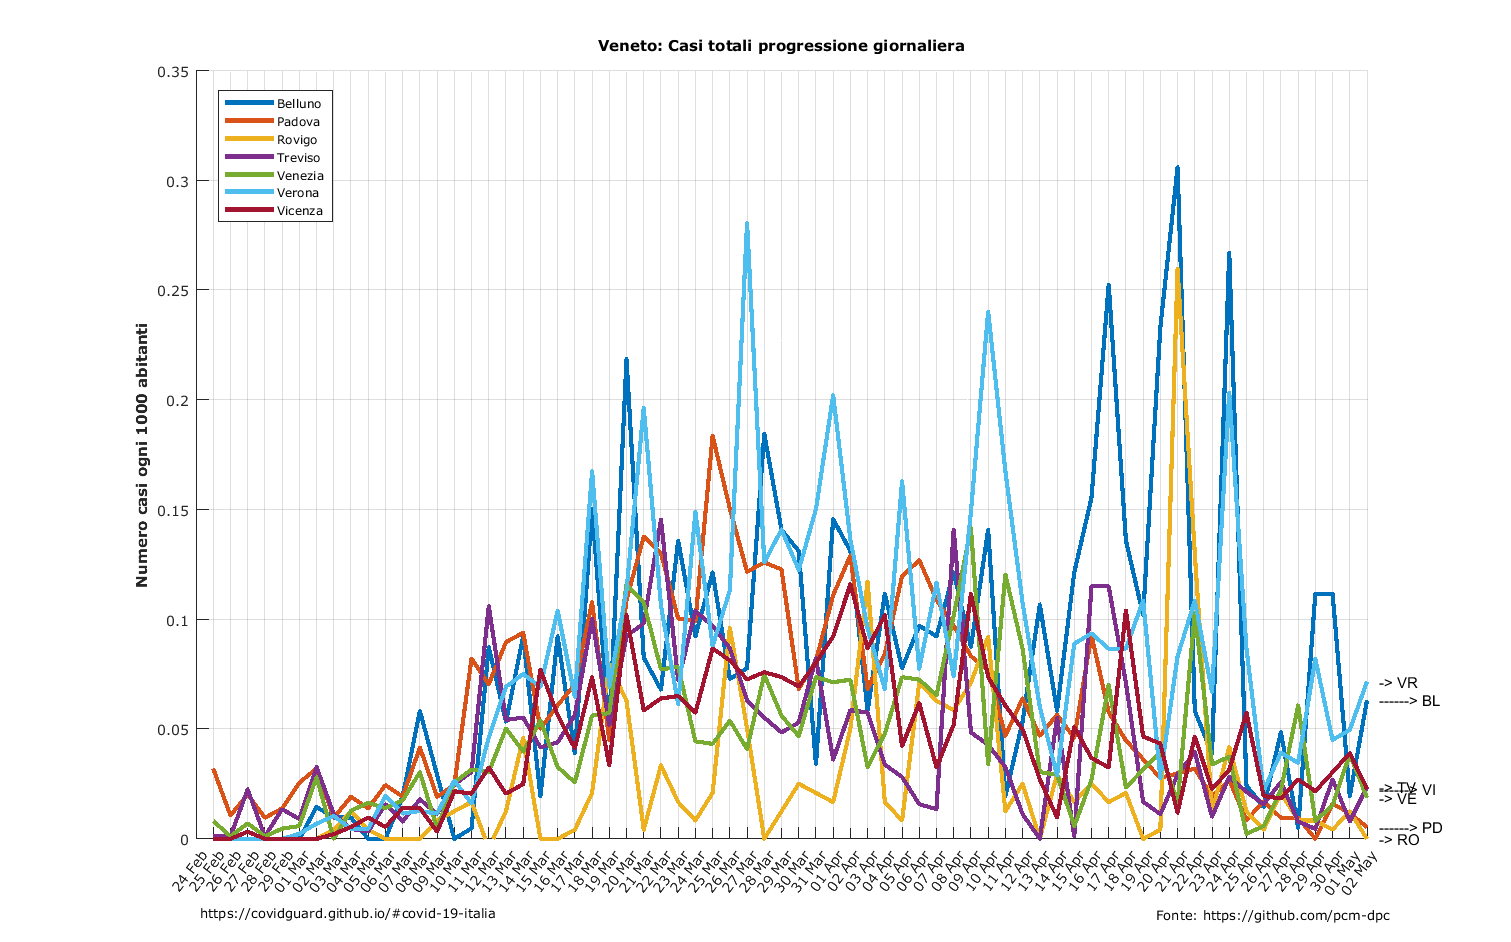 Veneto: Casi totali progressione giornaliera
Numero casi ogni 1000 abitanti
0.35
0.3
0.25
0.2
0.15
0.1
0.05
0
Belluno
Padova
Rovigo
Treviso
Venezia
Verona
Vicenza
-> VR
------> BL
-> TV
------> VI
-> VE
------> PD
-> RO
24 Feb
25 Feb
26 Feb
27 Feb
28 Feb
29 Feb
01 Mar
02 Mar
03 Mar
04 Mar
05 Mar
06 Mar
07 Mar
08 Mar
09 Mar
10 Mar
11 Mar
12 Mar
13 Mar
14 Mar
15 Mar
16 Mar
17 Mar
18 Mar
19 Mar
20 Mar
21 Mar
22 Mar
23 Mar
24 Mar
25 Mar
26 Mar
27 Mar
28 Mar
29 Mar
30 Mar
31 Mar
01 Apr
02 Apr
03 Apr
04 Apr
05 Apr
06 Apr
07 Apr
08 Apr
09 Apr
10 Apr
11 Apr
12 Apr
13 Apr
14 Apr
15 Apr
16 Apr
17 Apr
18 Apr
19 Apr
20 Apr
21 Apr
22 Apr
23 Apr
24 Apr
25 Apr
26 Apr
27 Apr
28 Apr
29 Apr
30 Apr
01 May
02 May
https://covidguard.github.io/#covid-19-italia
Fonte: https://github.com/pcm-dpc